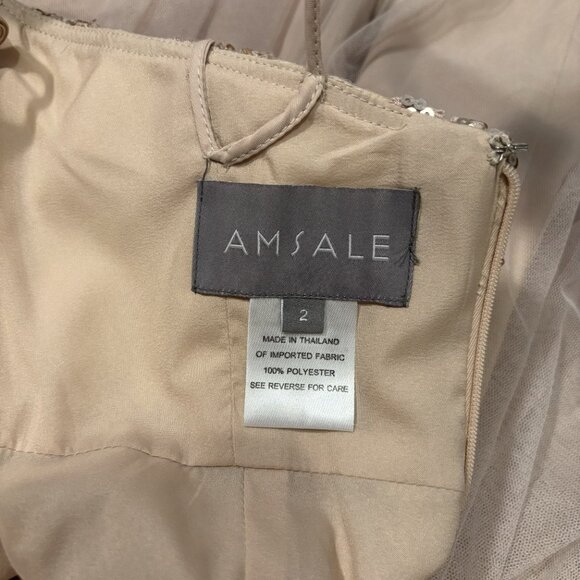 AMSALE
2
MADE IN THAILAND
OF IMPORTED FABRIC
100% POLYESTER
SEE REVERSE FOR CARE